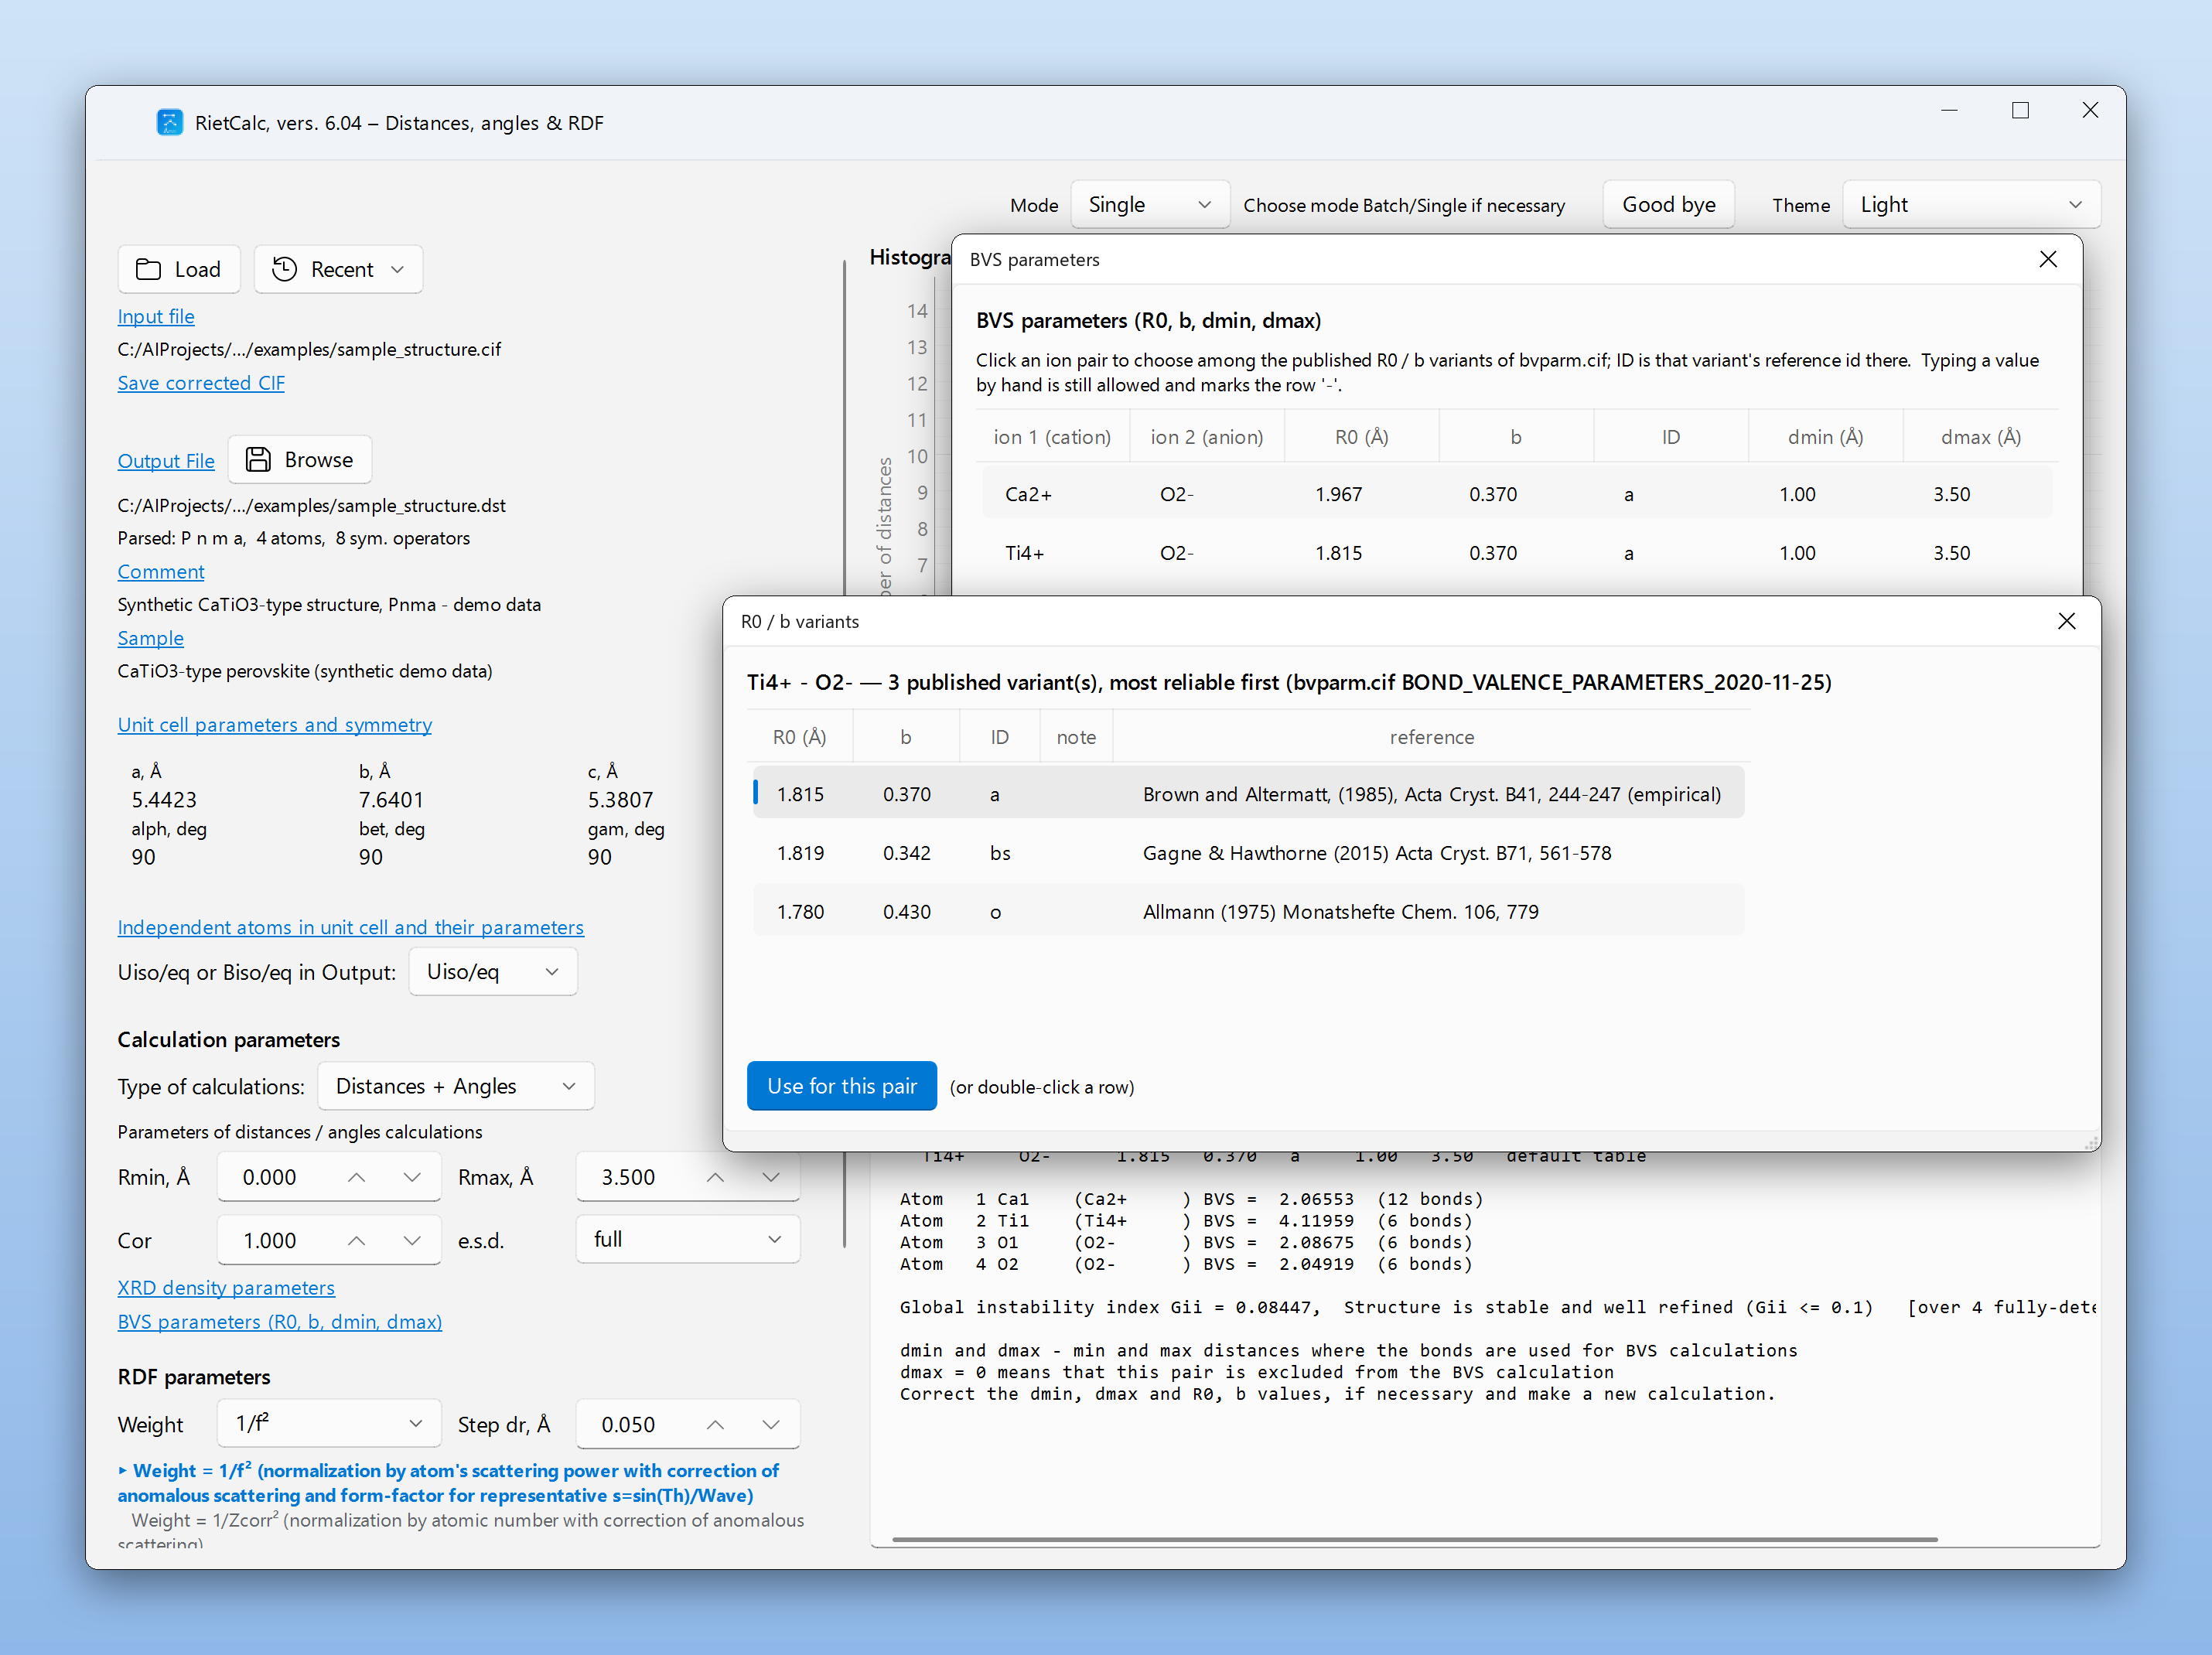 RietCalc, vers. 6.04 – Distances, angles & RDF
Mode Single Choose mode Batch/Single if necessary Good bye Theme Light
Load Recent
Input file
C:/AIProjects/.../examples/sample_structure.cif
Save corrected CIF
Output File Browse
C:/AIProjects/.../examples/sample_structure.dst
Parsed: P n m a, 4 atoms, 8 sym. operators
Comment
Synthetic CaTiO3-type structure, Pnma - demo data
Sample
CaTiO3-type perovskite (synthetic demo data)
Unit cell parameters and symmetry
a, Å b, Å c, Å
5.4423 7.6401 5.3807
alph, deg bet, deg gam, deg
90 90 90
Independent atoms in unit cell and their parameters
Uiso/eq or Biso/eq in Output: Uiso/eq
Calculation parameters
Type of calculations: Distances + Angles
Parameters of distances / angles calculations
Rmin, Å 0.000 Rmax, Å 3.500
Cor 1.000 e.s.d. full
XRD density parameters
BVS parameters (R0, b, dmin, dmax)
RDF parameters
Weight 1/f² Step dr, Å 0.050
▸ Weight = 1/f² (normalization by atom's scattering power with correction of
anomalous scattering and form-factor for representative s=sin(Th)/Wave)
Weight = 1/Zcorr² (normalization by atomic number with correction of anomalous
scattering)
14
13
12
11
10
9
8
7
BVS parameters
BVS parameters (R0, b, dmin, dmax)
Click an ion pair to choose among the published R0 / b variants of bvparm.cif; ID is that variant's reference id there. Typing a value
by hand is still allowed and marks the row '-'.
ion 1 (cation) ion 2 (anion) R0 (Å) b ID dmin (Å) dmax (Å)
Ca2+ O2- 1.967 0.370 a 1.00 3.50
Ti4+ O2- 1.815 0.370 a 1.00 3.50
R0 / b variants
Ti4+ - O2- — 3 published variant(s), most reliable first (bvparm.cif BOND_VALENCE_PARAMETERS_2020-11-25)
R0 (Å) b ID note reference
1.815 0.370 a Brown and Altermatt, (1985), Acta Cryst. B41, 244-247 (empirical)
1.819 0.342 bs Gagne & Hawthorne (2015) Acta Cryst. B71, 561-578
1.780 0.430 o Allmann (1975) Monatshefte Chem. 106, 779
Use for this pair (or double-click a row)
Ti4+ O2- 1.815 0.370 a 1.00 3.50 default table
Atom 1 Ca1 (Ca2+ ) BVS = 2.06553 (12 bonds)
Atom 2 Ti1 (Ti4+ ) BVS = 4.11959 (6 bonds)
Atom 3 O1 (O2- ) BVS = 2.08675 (6 bonds)
Atom 4 O2 (O2- ) BVS = 2.04919 (6 bonds)
Global instability index Gii = 0.08447, Structure is stable and well refined (Gii <= 0.1) [over 4
dmin and dmax - min and max distances where the bonds are used for BVS calculations
dmax = 0 means that this pair is excluded from the BVS calculation
Correct the dmin, dmax and R0, b values, if necessary and make a new calculation.